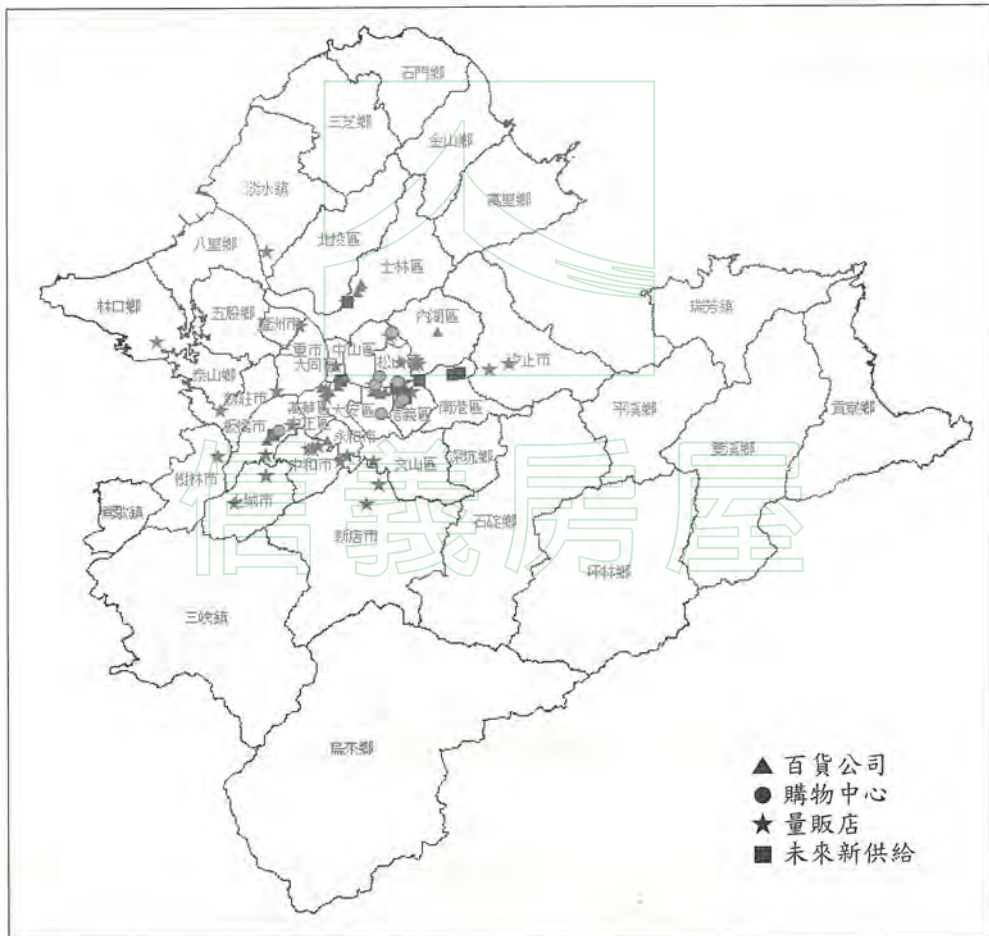 石門鄉
三芝鄉
金山鄉
淡水鎮
萬里鄉
北投區
八里鄉
士林區
林口鄉
五股鄉
內湖區
瑞芳鎮
蘆洲市
三重市
中山區
大同區
松山
汐止市
泰山鄉
新莊市
萬華區
大安區
信義區
南港區
平溪鄉
貢寮鄉
板橋市
中正區
永和市
雙溪鄉
中和市
文山區
深坑鄉
樹林市
土城市
鶯歌鎮
新店市
石碇鄉
坪林鄉
信義房屋
三峽鎮
烏來鄉
▲ 百貨公司
● 購物中心
★ 量販店
■ 未來新供給